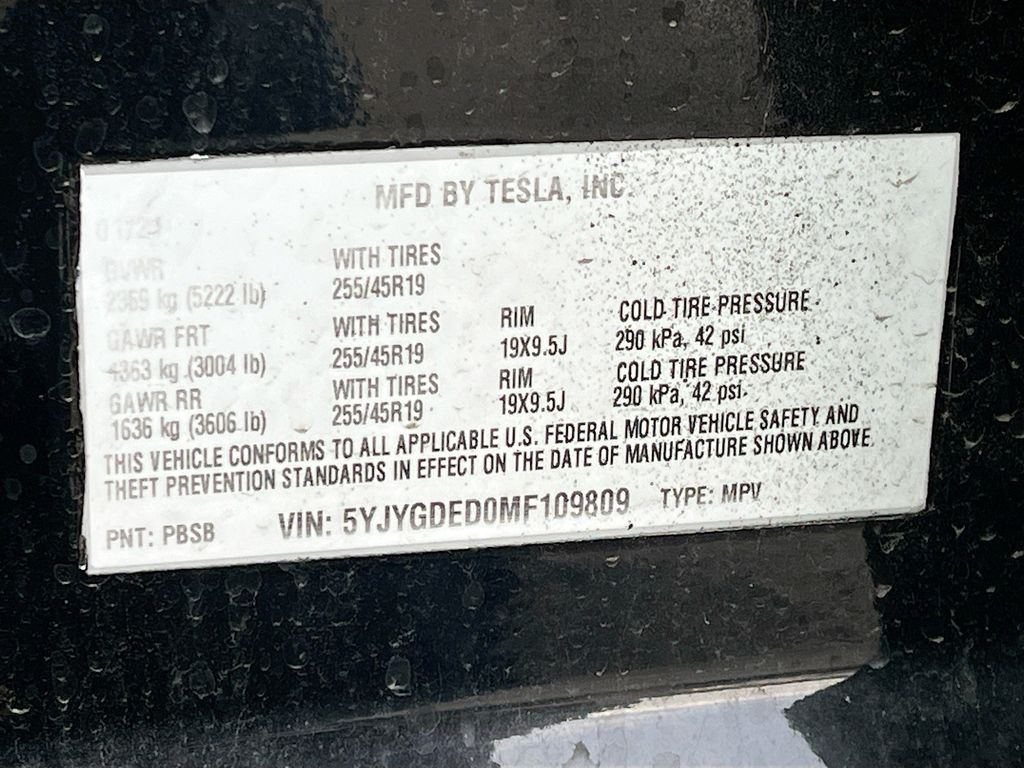 MFD BY TESLA, INC
GVWR WITH TIRES
2369 kg (5222 lb) 255/45R19
GAWR FRT WITH TIRES RIM COLD TIRE PRESSURE
1363 kg (3004 lb) 255/45R19 19X9.5J 290 kPa, 42 psi
GAWR RR WITH TIRES RIM COLD TIRE PRESSURE
1636 kg (3606 lb) 255/45R19 19X9.5J 290 kPa, 42 psi
THIS VEHICLE CONFORMS TO ALL APPLICABLE U.S. FEDERAL MOTOR VEHICLE SAFETY AND
THEFT PREVENTION STANDARDS IN EFFECT ON THE DATE OF MANUFACTURE SHOWN ABOVE
PNT: PBSB VIN: 5YJYGDED0MF109809 TYPE: MPV